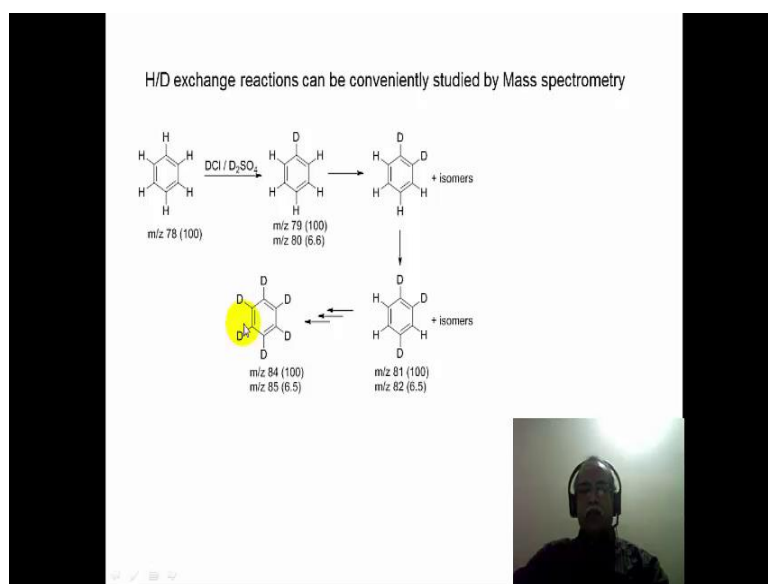 H/D exchange reactions can be conveniently studied by Mass spectrometry
H
H H
H H
H
m/z 78 (100)
DCl / D₂SO₄
D
H H
H H
H
m/z 79 (100)
m/z 80 (6.6)
D
H D
H H
H
+ isomers
D
D D
D D
D
m/z 84 (100)
m/z 85 (6.5)
D
H D
H H
D
+ isomers
m/z 81 (100)
m/z 82 (6.5)